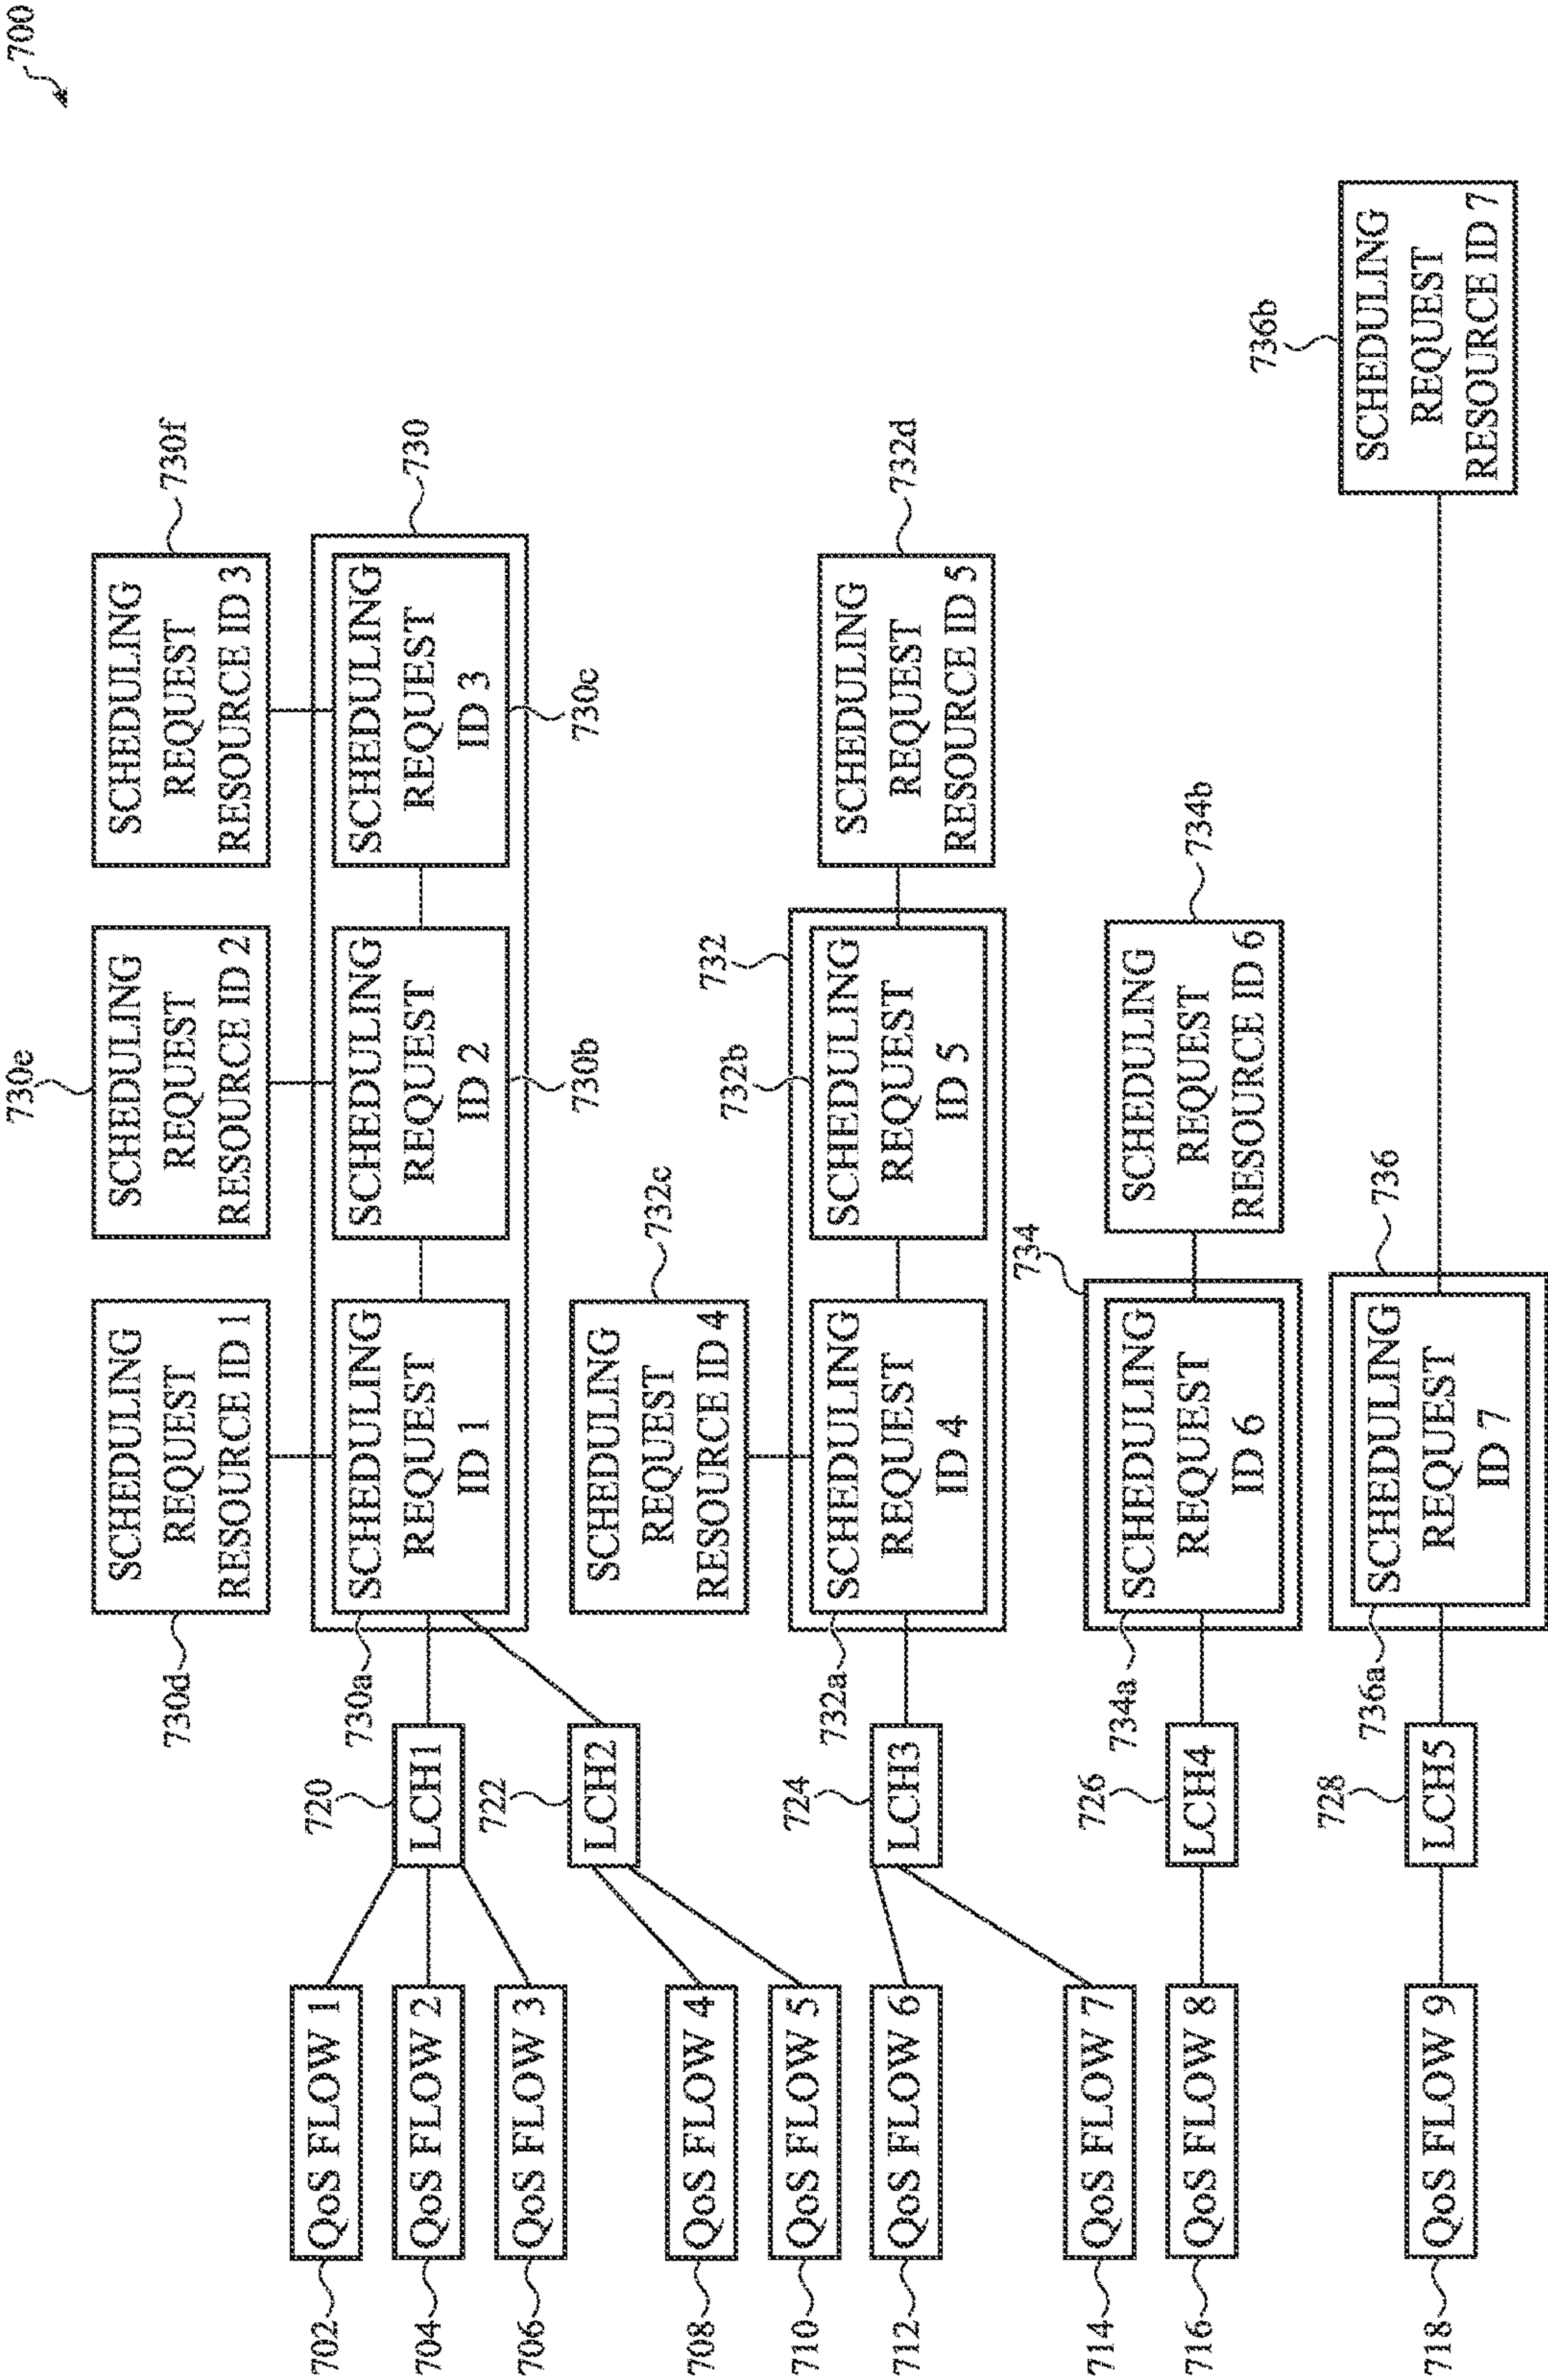 700
730d
SCHEDULING
REQUEST
RESOURCE ID 1
730e
SCHEDULING
REQUEST
RESOURCE ID 2
730f
SCHEDULING
REQUEST
RESOURCE ID 3
702
QoS FLOW 1
704
QoS FLOW 2
706
QoS FLOW 3
720
LCH1
730a
SCHEDULING
REQUEST
ID 1
730b
SCHEDULING
REQUEST
ID 2
730c
SCHEDULING
REQUEST
ID 3
730
708
QoS FLOW 4
710
QoS FLOW 5
722
LCH2
732c
SCHEDULING
REQUEST
RESOURCE ID 4
712
QoS FLOW 6
714
QoS FLOW 7
724
LCH3
732a
SCHEDULING
REQUEST
ID 4
732b
SCHEDULING
REQUEST
ID 5
732
732d
SCHEDULING
REQUEST
RESOURCE ID 5
716
QoS FLOW 8
726
LCH4
734a
SCHEDULING
REQUEST
ID 6
734
734b
SCHEDULING
REQUEST
RESOURCE ID 6
718
QoS FLOW 9
728
LCH5
736a
SCHEDULING
REQUEST
ID 7
736
736b
SCHEDULING
REQUEST
RESOURCE ID 7